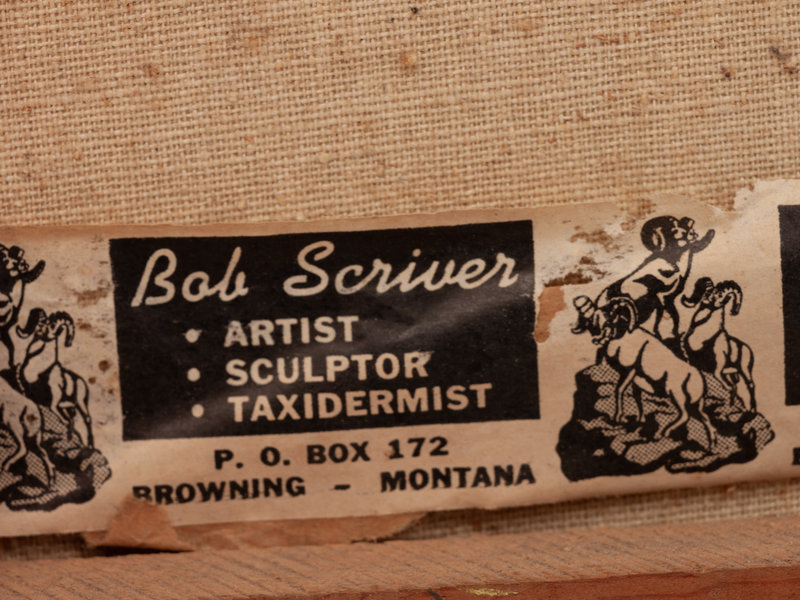 Bob Scriver
• ARTIST
• SCULPTOR
• TAXIDERMIST
P. O. BOX 172
BROWNING - MONTANA